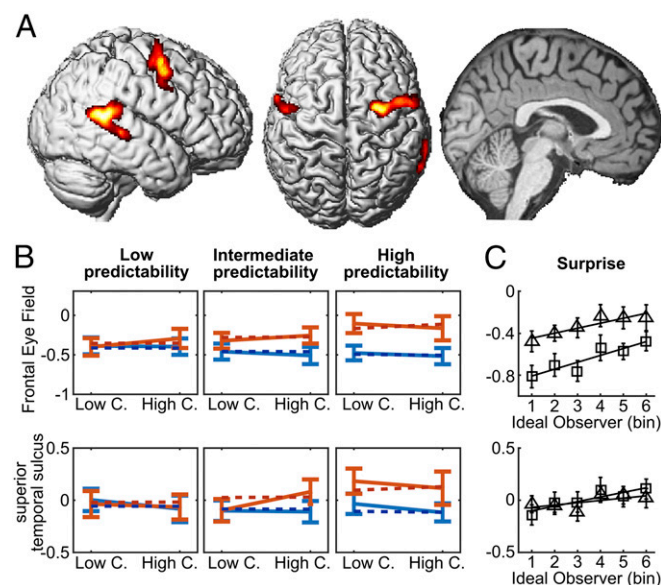 A
B
Low predictability
Intermediate predictability
High predictability
C
Surprise
Frontal Eye Field
0
-0.5
-1
Low C. High C.
Low C. High C.
Low C. High C.
0
-0.4
-0.8
1 2 3 4 5 6
Ideal Observer (bin)
superior
temporal sulcus
0.5
0
-0.5
Low C. High C.
Low C. High C.
Low C. High C.
0.5
0
-0.5
1 2 3 4 5 6
Ideal Observer (bin)